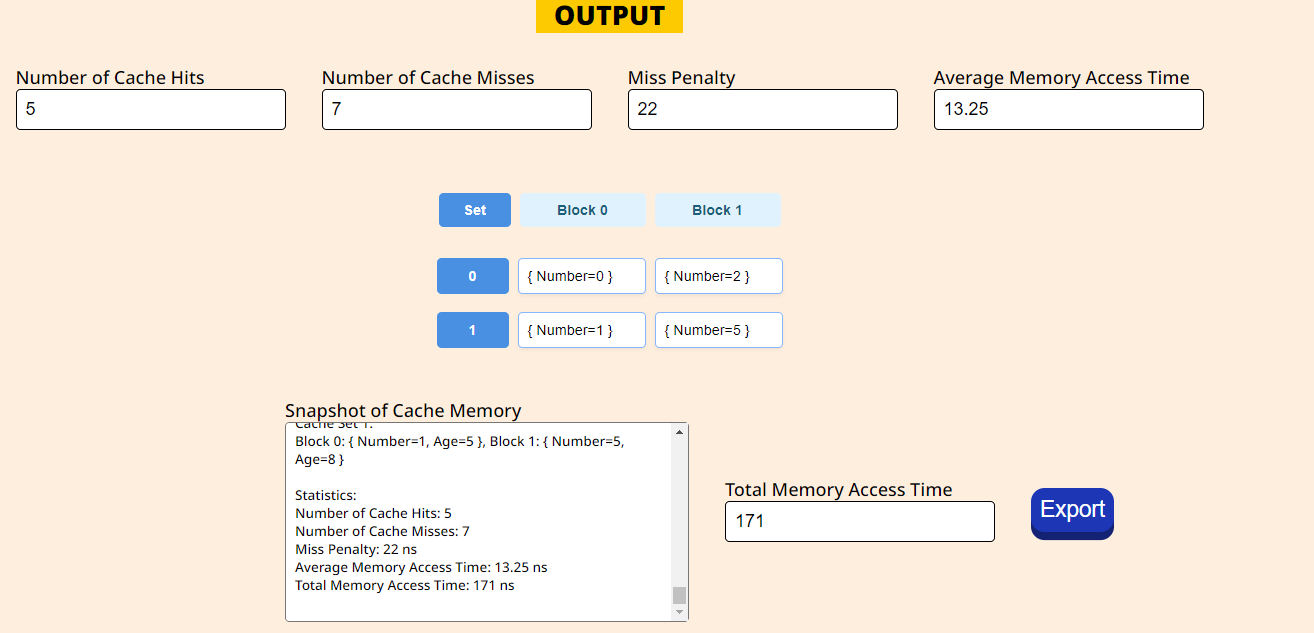 OUTPUT
Number of Cache Hits
5
Number of Cache Misses
7
Miss Penalty
22
Average Memory Access Time
13.25
Set Block 0 Block 1
0 { Number=0 } { Number=2 }
1 { Number=1 } { Number=5 }
Snapshot of Cache Memory
Cache Set 1:
Block 0: { Number=1, Age=5 }, Block 1: { Number=5,
Age=8 }
Statistics:
Number of Cache Hits: 5
Number of Cache Misses: 7
Miss Penalty: 22 ns
Average Memory Access Time: 13.25 ns
Total Memory Access Time: 171 ns
Total Memory Access Time
171
Export